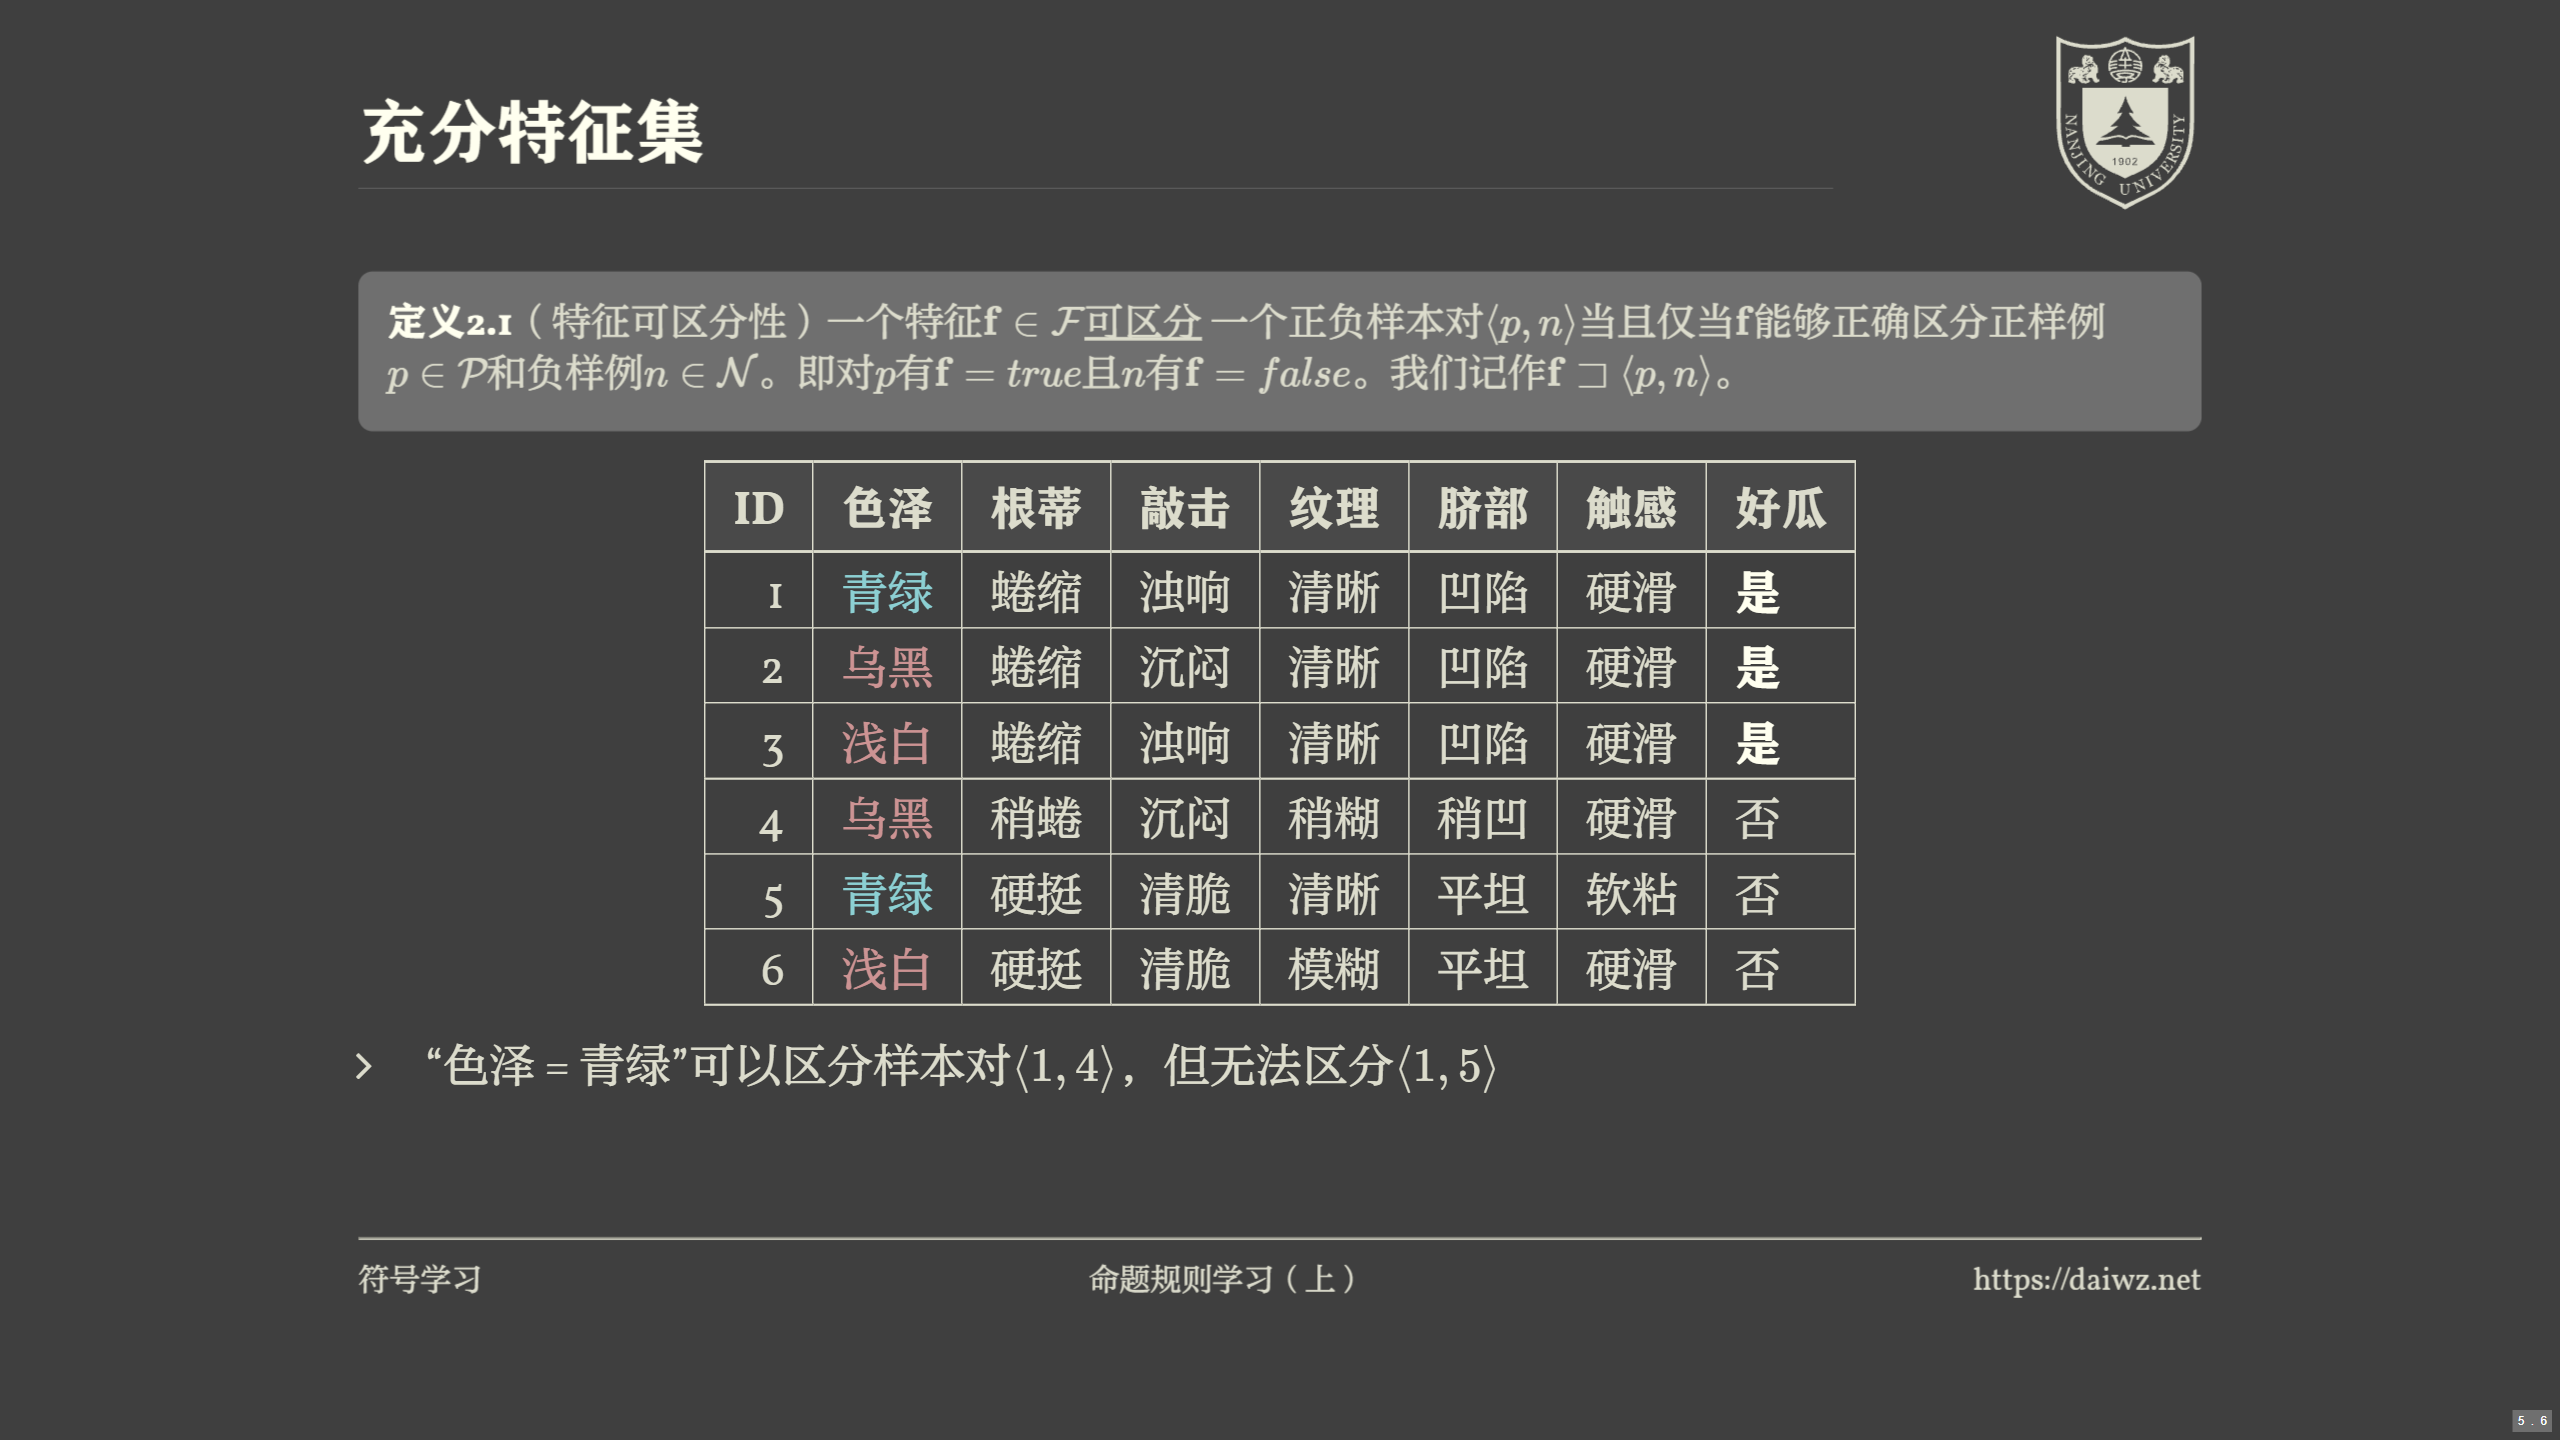 充分特征集
NANJING UNIVERSITY
1902
定义2.1（特征可区分性）一个特征f ∈ ℱ可区分一个正负样本对⟨p, n⟩当且仅当f能够正确区分正样例
p ∈ 𝒫和负样例n ∈ 𝒩。即对p有f = true且n有f = false。我们记作f ⊐ ⟨p, n⟩。
ID 色泽 根蒂 敲击 纹理 脐部 触感 好瓜
1 青绿 蜷缩 浊响 清晰 凹陷 硬滑 是
2 乌黑 蜷缩 沉闷 清晰 凹陷 硬滑 是
3 浅白 蜷缩 浊响 清晰 凹陷 硬滑 是
4 乌黑 稍蜷 沉闷 稍糊 稍凹 硬滑 否
5 青绿 硬挺 清脆 清晰 平坦 软粘 否
6 浅白 硬挺 清脆 模糊 平坦 硬滑 否
“色泽 = 青绿”可以区分样本对⟨1, 4⟩，但无法区分⟨1, 5⟩
符号学习 命题规则学习（上） https://daiwz.net
5 . 6